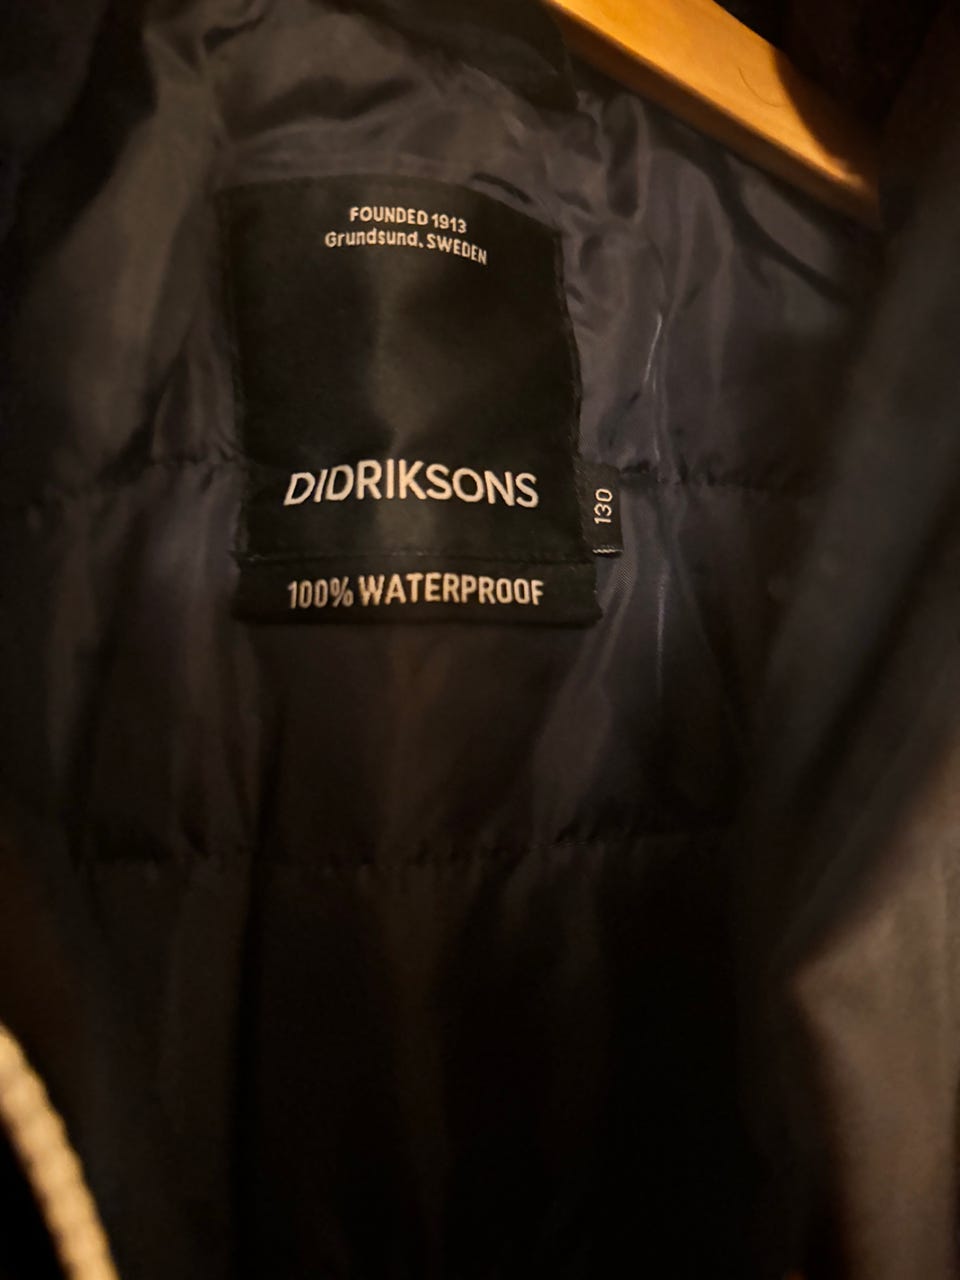 FOUNDED 1913
Grundsund, SWEDEN
DIDRIKSONS
130
100% WATERPROOF